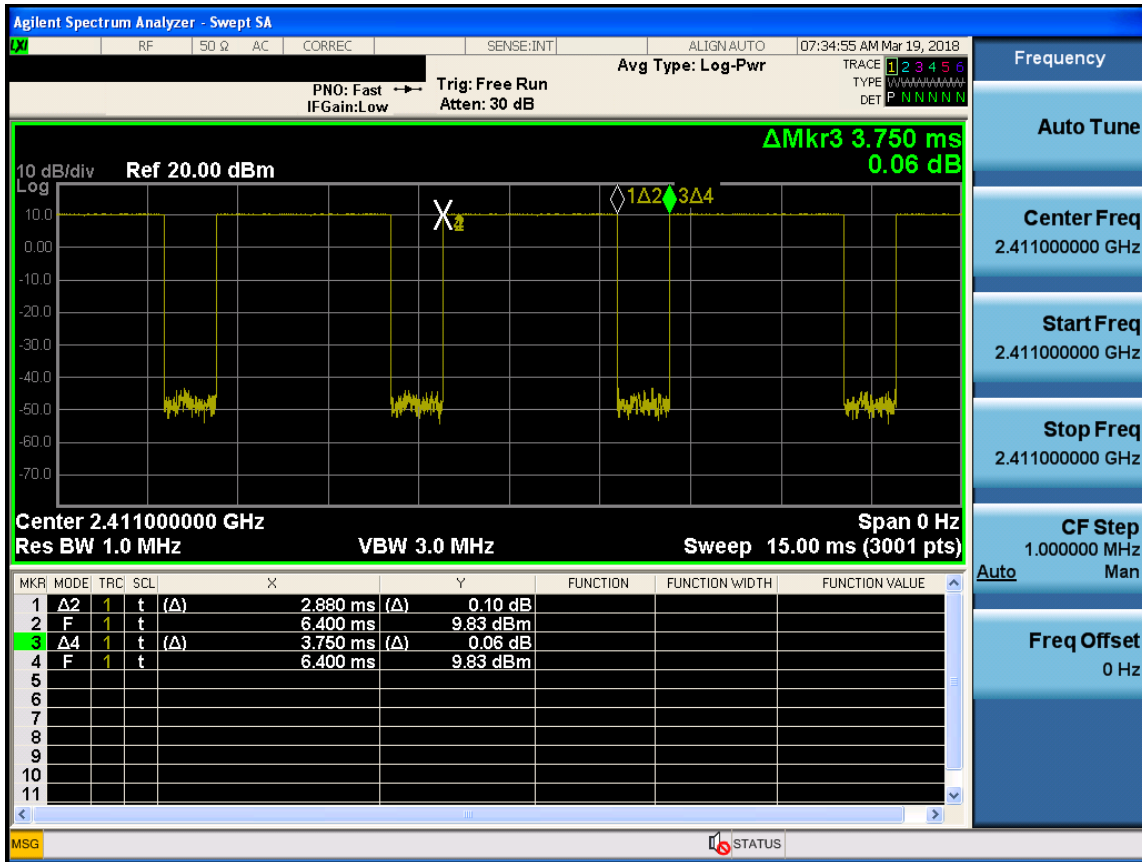 Agilent Spectrum Analyzer - Swept SA
LXI RF 50 Ω AC CORREC SENSE:INT ALIGN AUTO 07:34:55 AM Mar 19, 2018
Avg Type: Log-Pwr TRACE 1 2 3 4 5 6
PNO: Fast Trig: Free Run TYPE WWWWWW
IFGain:Low Atten: 30 dB DET P N N N N N
ΔMkr3 3.750 ms
0.06 dB
10 dB/div Ref 20.00 dBm
Log
1Δ2 3Δ4
10.0
0.00
-10.0
-20.0
-30.0
-40.0
-50.0
-60.0
-70.0
Center 2.411000000 GHz Span 0 Hz
Res BW 1.0 MHz VBW 3.0 MHz Sweep 15.00 ms (3001 pts)
MKR MODE TRC SCL X Y FUNCTION FUNCTION WIDTH FUNCTION VALUE
1 Δ2 1 t (Δ) 2.880 ms (Δ) 0.10 dB
2 F 1 t 6.400 ms 9.83 dBm
3 Δ4 1 t (Δ) 3.750 ms (Δ) 0.06 dB
4 F 1 t 6.400 ms 9.83 dBm
5
6
7
8
9
10
11
MSG STATUS
Frequency
Auto Tune
Center Freq
2.411000000 GHz
Start Freq
2.411000000 GHz
Stop Freq
2.411000000 GHz
CF Step
1.000000 MHz
Auto Man
Freq Offset
0 Hz